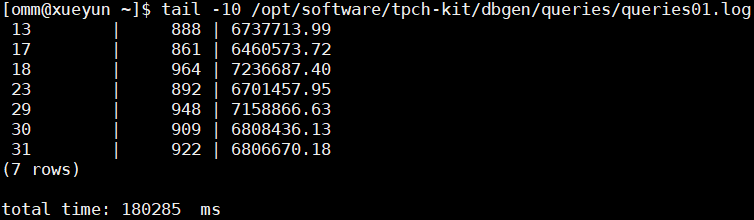 [omm@xueyun ~]$ tail -10 /opt/software/tpch-kit/dbgen/queries/queries01.log
 13         |     888 | 6737713.99
 17         |     861 | 6460573.72
 18         |     964 | 7236687.40
 23         |     892 | 6701457.95
 29         |     948 | 7158866.63
 30         |     909 | 6808436.13
 31         |     922 | 6806670.18
(7 rows)
total time: 180285  ms